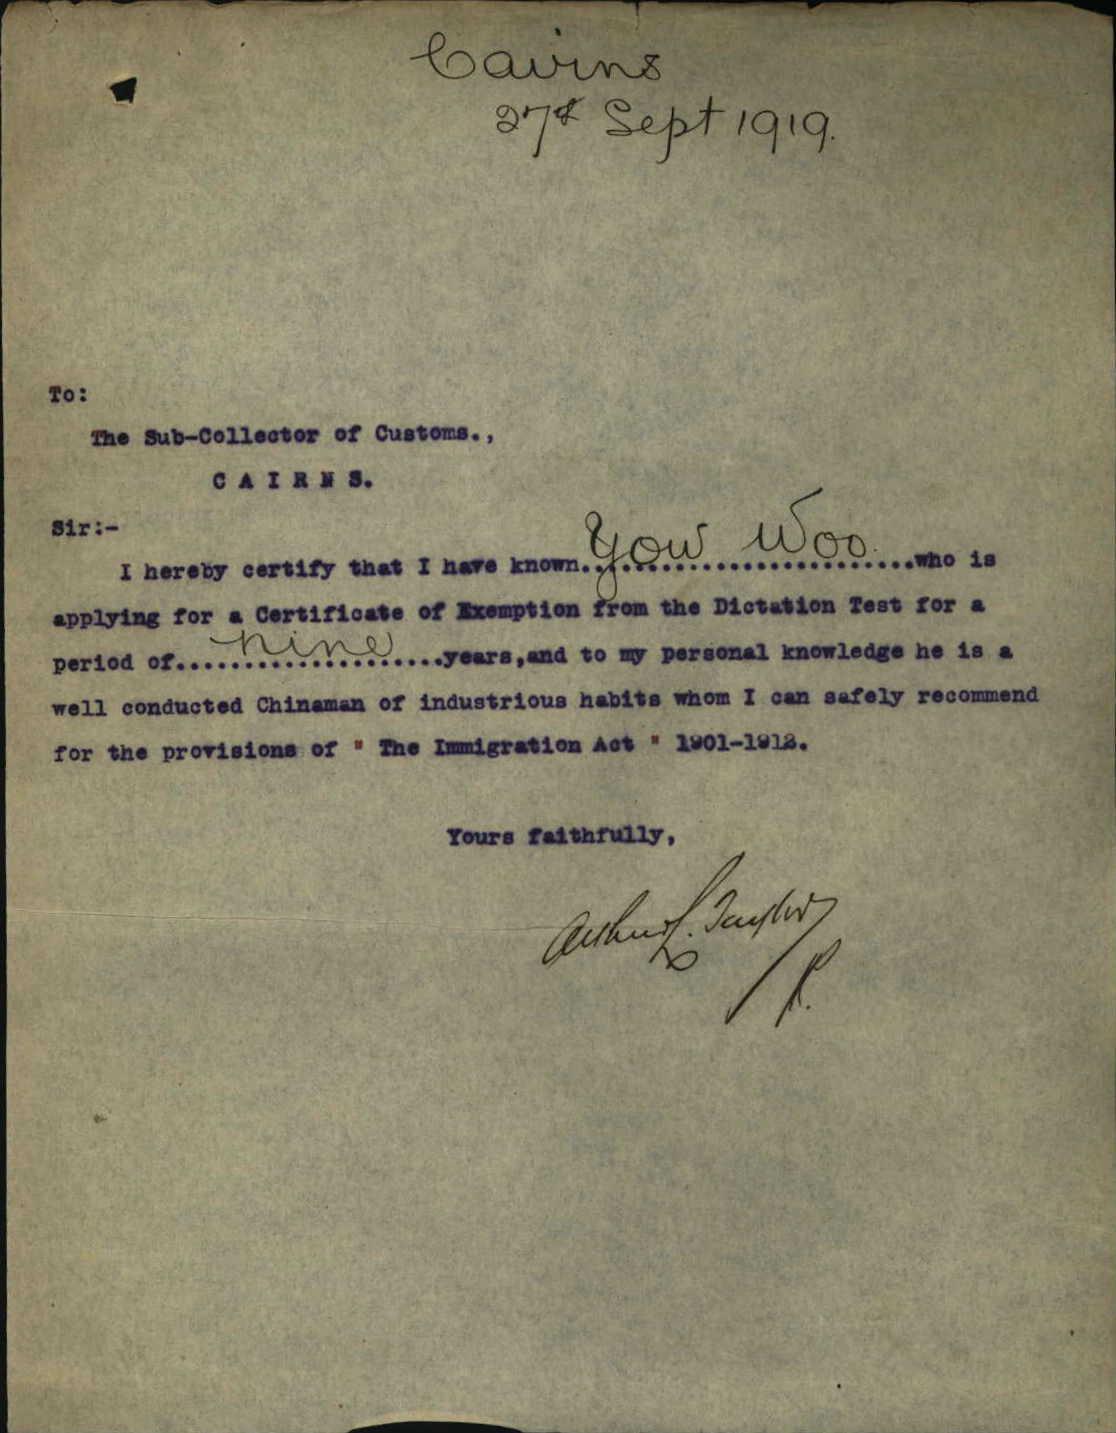 Cairns
27th Sept 1919.
To:
The Sub-Collector of Customs.,
C A I R N S.
Sir:-
I hereby certify that I have known..Yow Woo..who is
applying for a Certificate of Exemption from the Dictation Test for a
period of..nine..years,and to my personal knowledge he is a
well conducted Chinaman of industrious habits whom I can safely recommend
for the provisions of " The Immigration Act " 1901-1912.
Yours faithfully,
Arthur